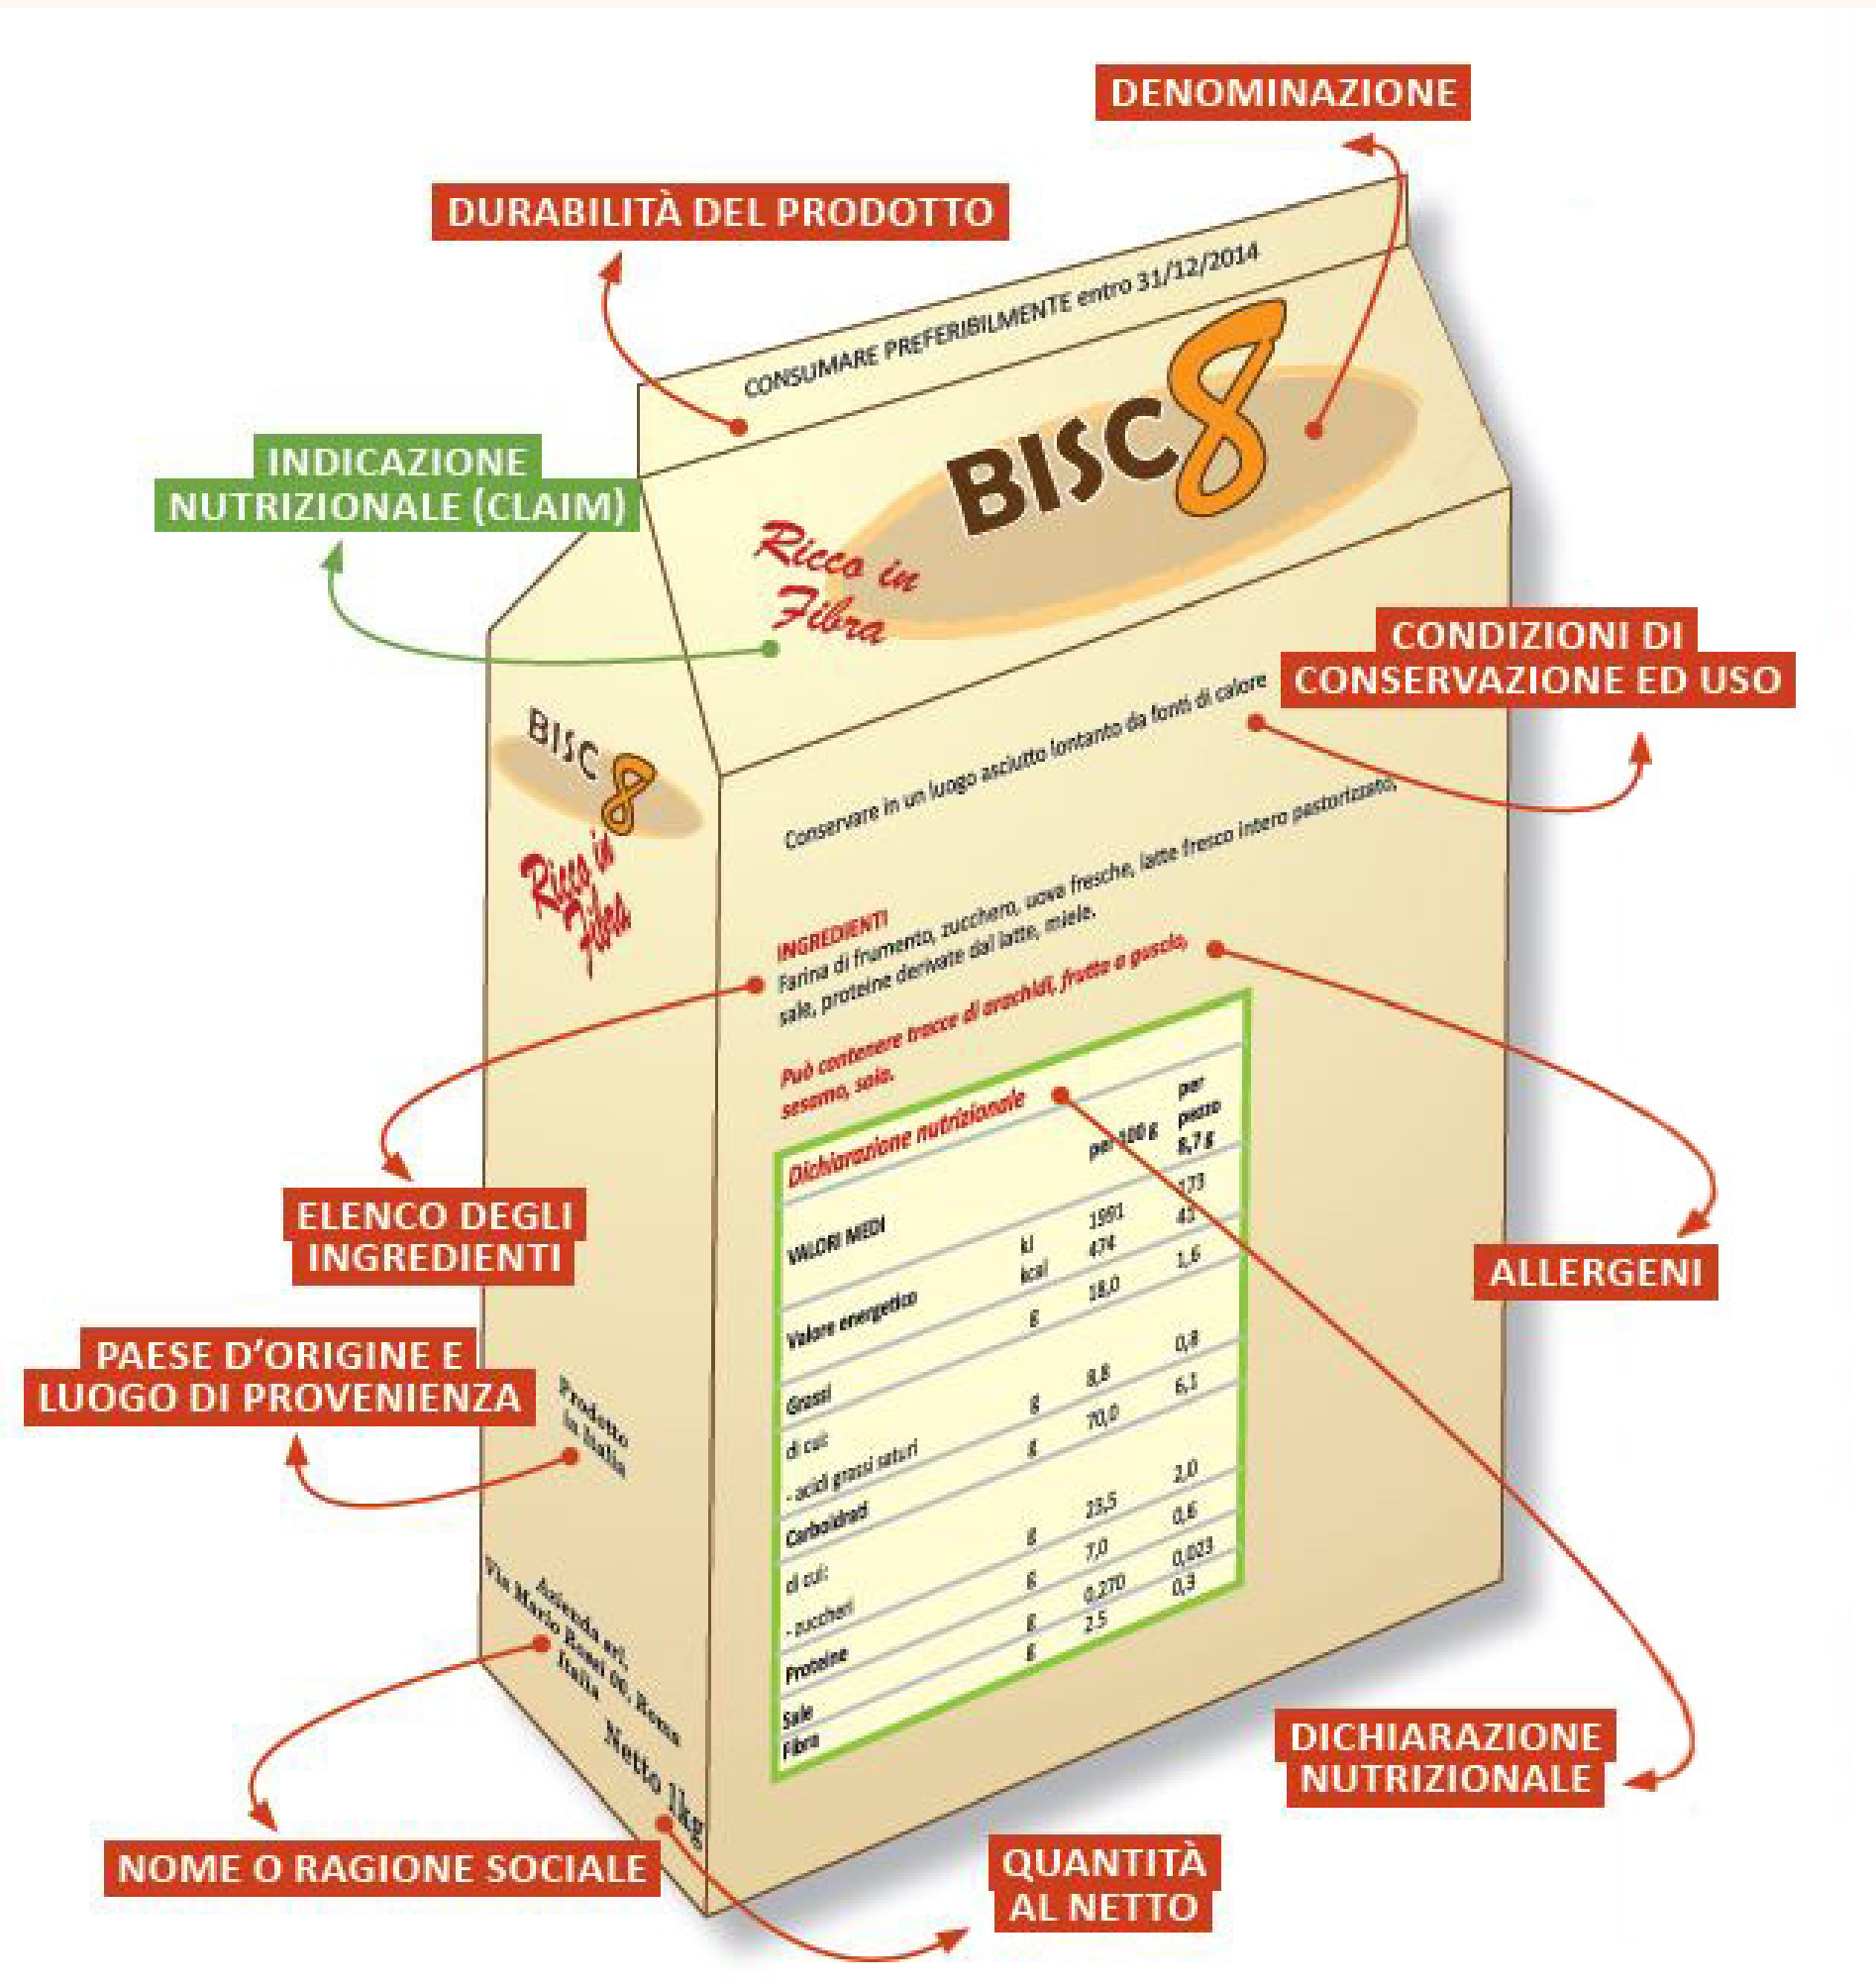 DENOMINAZIONE
DURABILITÀ DEL PRODOTTO
CONSUMARE PREFERIBILMENTE entro 31/12/2014
BISC8
INDICAZIONE
NUTRIZIONALE (CLAIM)
Ricco in
Fibra
CONDIZIONI DI
CONSERVAZIONE ED USO
Conservare in un luogo asciutto lontanto da fonti di calore
BISC 8
Ricco in
Fibra
INGREDIENTI
Farina di frumento, zucchero, uova fresche, latte fresco intero pastorizzato,
sale, proteine derivate dal latte, miele.
Può contenere tracce di arachidi, frutta a guscio,
sesamo, soia.
Dichiarazione nutrizionale
VALORI MEDI per 100 g per
pezzo
8,7 g
Valore energetico kJ 1991 173
kcal 474 41
Grassi g 18,0 1,6
di cui:
- acidi grassi saturi g 8,8 0,8
Carboidrati g 70,0 6,1
di cui:
- zuccheri g 23,5 2,0
Proteine g 7,0 0,6
Sale g 0,270 0,023
Fibra g 2.5 0,3
ELENCO DEGLI
INGREDIENTI
ALLERGENI
PAESE D'ORIGINE E
LUOGO DI PROVENIENZA
Prodotto
in Italia
Azienda srl,
Via Mario Rossi 00, Roma
Italia
Netto 1kg
DICHIARAZIONE
NUTRIZIONALE
NOME O RAGIONE SOCIALE
QUANTITÀ
AL NETTO